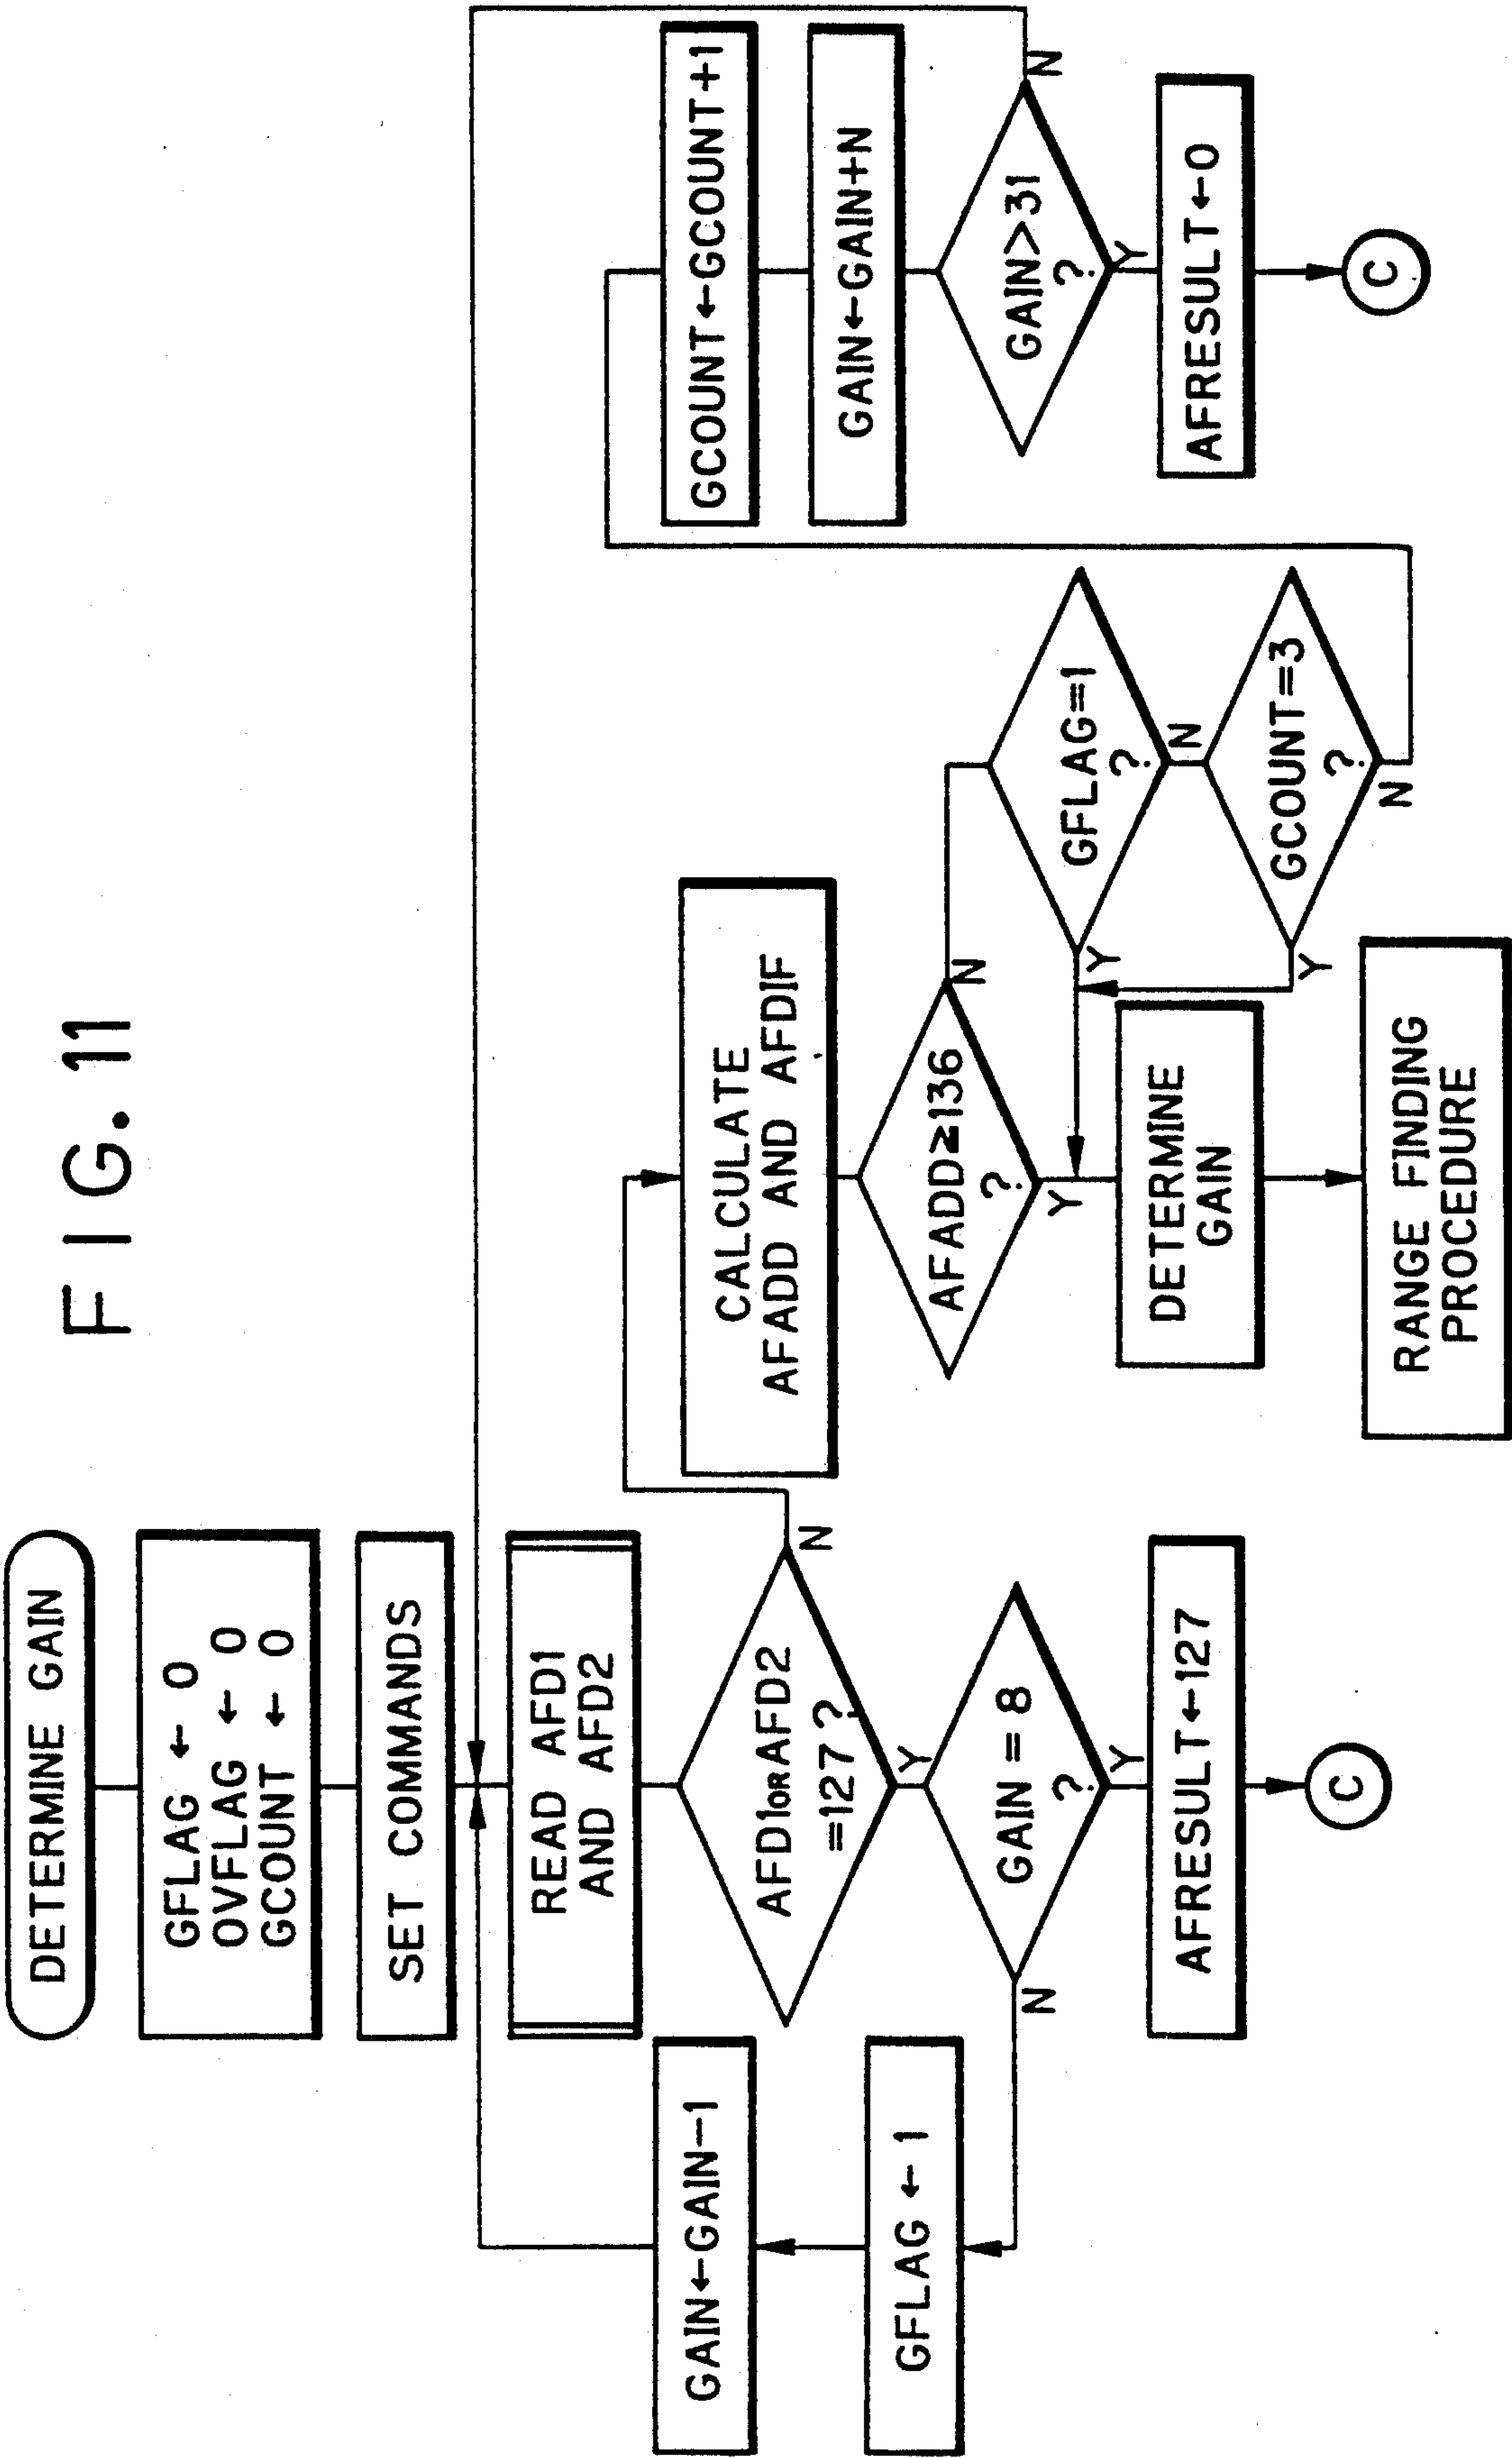 FIG. 11
DETERMINE GAIN
GFLAG ← 0
OVFLAG ← 0
GCOUNT ← 0
SET COMMANDS
READ AFD1
AND AFD2
AFD1 OR AFD2
=127 ?
N
Y
GAIN = 8
?
N
Y
GFLAG ← 1
GAIN←GAIN-1
AFRESULT←127
C
CALCULATE
AFADD AND AFDIF
AFADD≥136
?
N
Y
GFLAG=1
?
Y
N
GCOUNT=3
?
Y
N
DETERMINE
GAIN
RANGE FINDING
PROCEDURE
GCOUNT←GCOUNT+1
GAIN←GAIN+N
GAIN>31
?
N
Y
AFRESULT←0
C